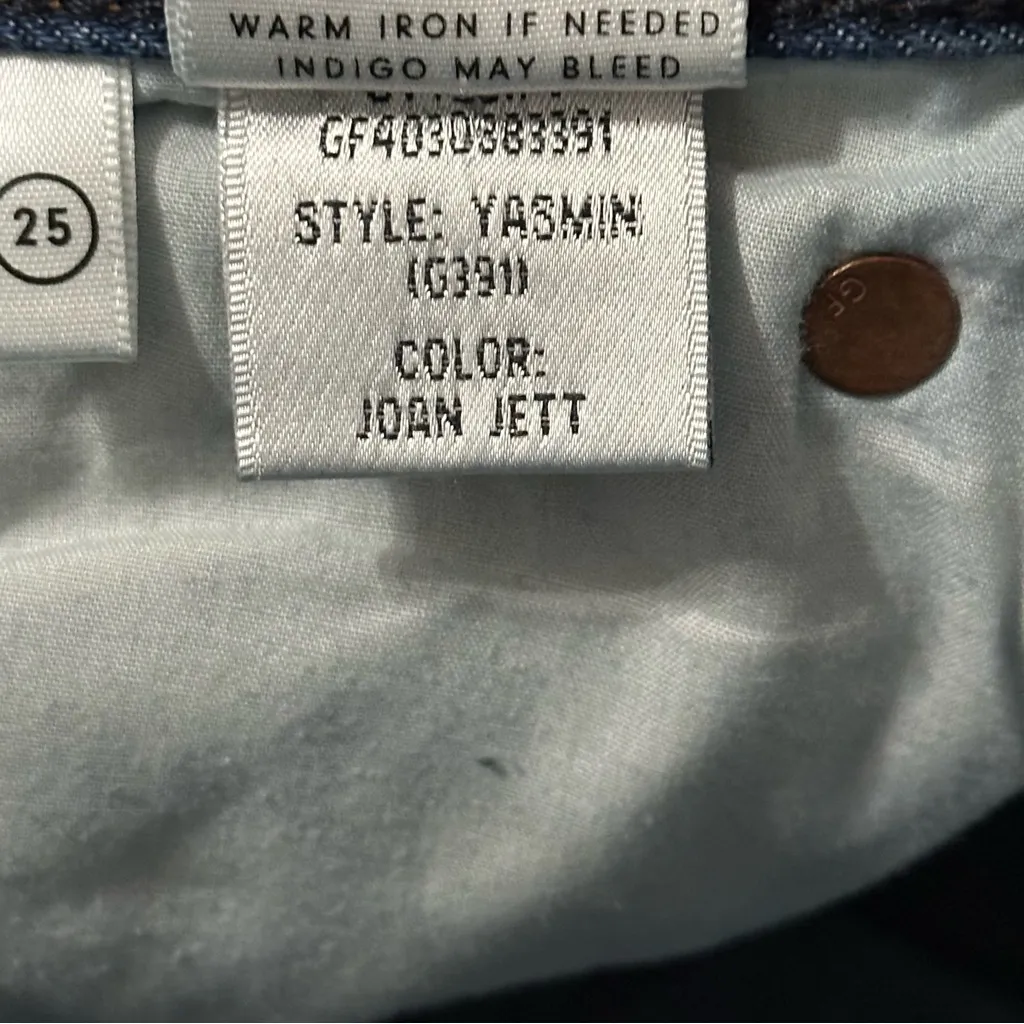 WARM IRON IF NEEDED
INDIGO MAY BLEED
25
GF4030883391
STYLE: YASMIN
(G391)
COLOR:
JOAN JETT
GF